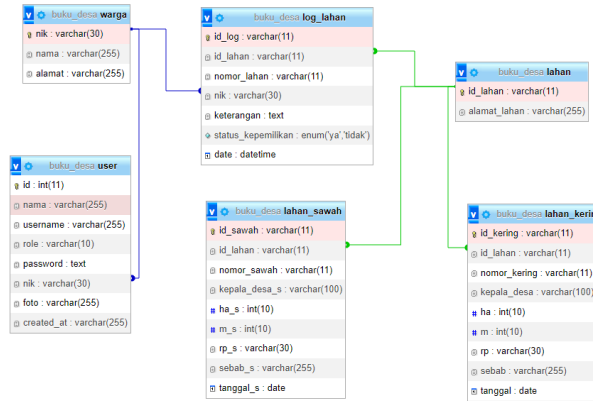 buku_desa warga
nik : varchar(30)
nama : varchar(255)
alamat : varchar(255)
buku_desa log_lahan
id_log : varchar(11)
id_lahan : varchar(11)
nomor_lahan : varchar(11)
nik : varchar(30)
keterangan : text
status_kepemilikan : enum('ya','tidak')
date : datetime
buku_desa lahan
id_lahan : varchar(11)
alamat_lahan : varchar(255)
buku_desa user
id : int(11)
nama : varchar(255)
username : varchar(255)
role : varchar(10)
password : text
nik : varchar(30)
foto : varchar(255)
created_at : varchar(255)
buku_desa lahan_sawah
id_sawah : varchar(11)
id_lahan : varchar(11)
nomor_sawah : varchar(11)
kepala_desa_s : varchar(100)
ha_s : int(10)
m_s : int(10)
rp_s : varchar(30)
sebab_s : varchar(255)
tanggal_s : date
buku_desa lahan_kerin
id_kering : varchar(11)
id_lahan : varchar(11)
nomor_kering : varchar(11)
kepala_desa : varchar(100)
ha : int(10)
m : int(10)
rp : varchar(30)
sebab : varchar(255)
tanggal : date